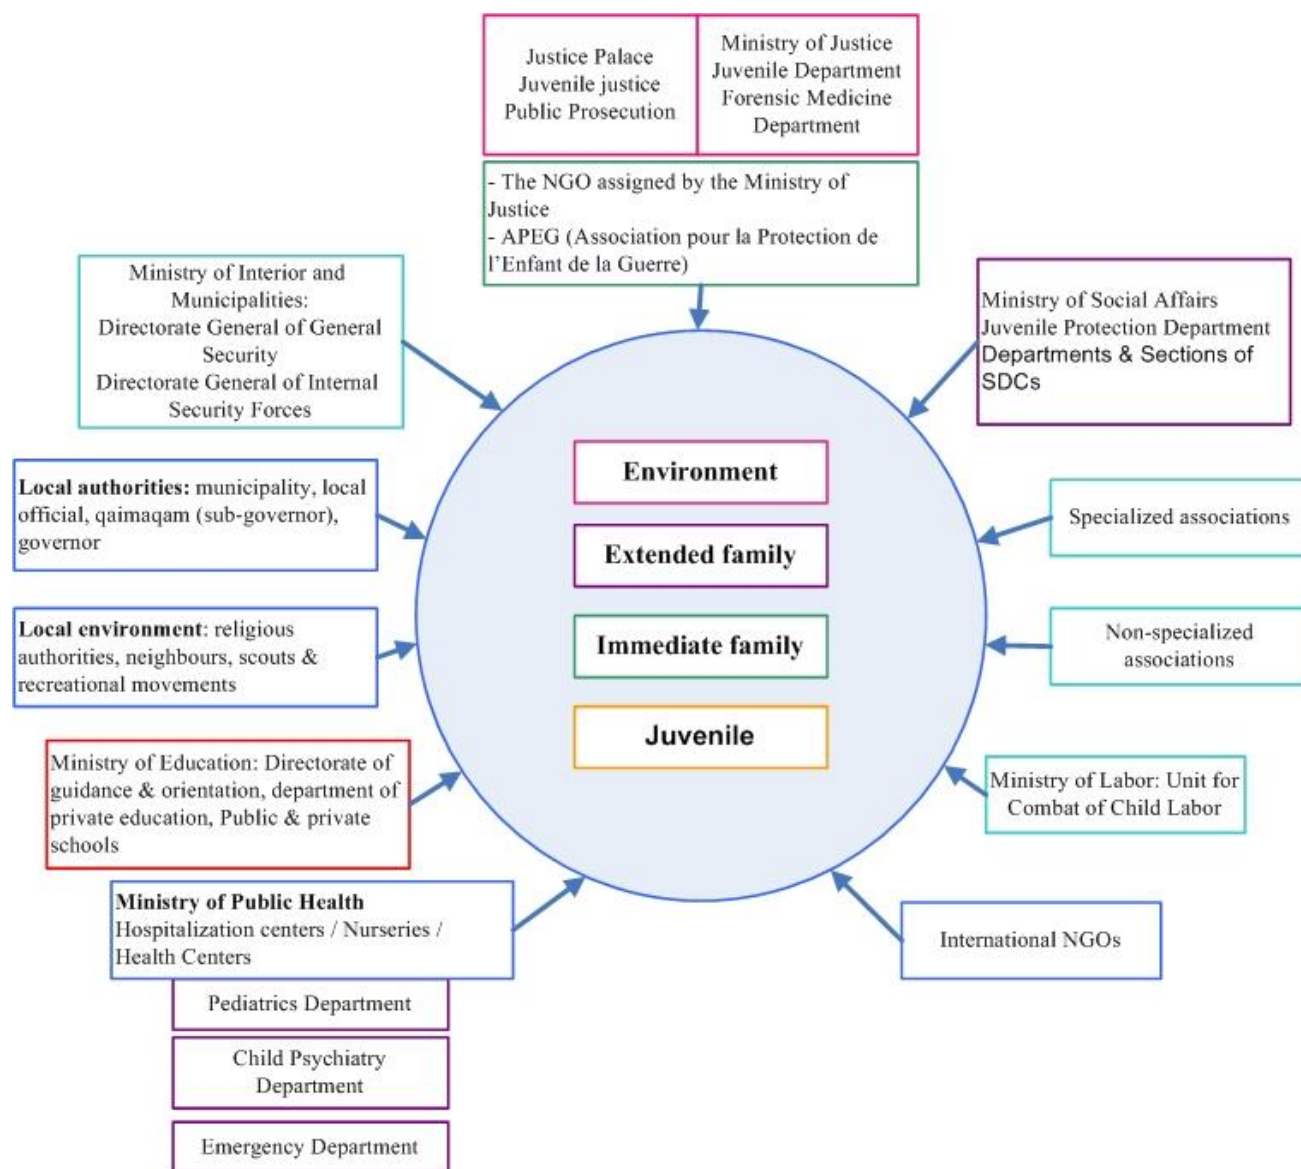 Justice Palace
Juvenile justice
Public Prosecution
Ministry of Justice
Juvenile Department
Forensic Medicine
Department
- The NGO assigned by the Ministry of
Justice
- APEG (Association pour la Protection de
l'Enfant de la Guerre)
Ministry of Interior and
Municipalities:
Directorate General of General
Security
Directorate General of Internal
Security Forces
Ministry of Social Affairs
Juvenile Protection Department
Departments & Sections of
SDCs
Local authorities: municipality, local
official, qaimaqam (sub-governor),
governor
Specialized associations
Local environment: religious
authorities, neighbours, scouts &
recreational movements
Non-specialized
associations
Environment
Extended family
Immediate family
Juvenile
Ministry of Education: Directorate of
guidance & orientation, department of
private education, Public & private
schools
Ministry of Labor: Unit for
Combat of Child Labor
Ministry of Public Health
Hospitalization centers / Nurseries /
Health Centers
International NGOs
Pediatrics Department
Child Psychiatry
Department
Emergency Department